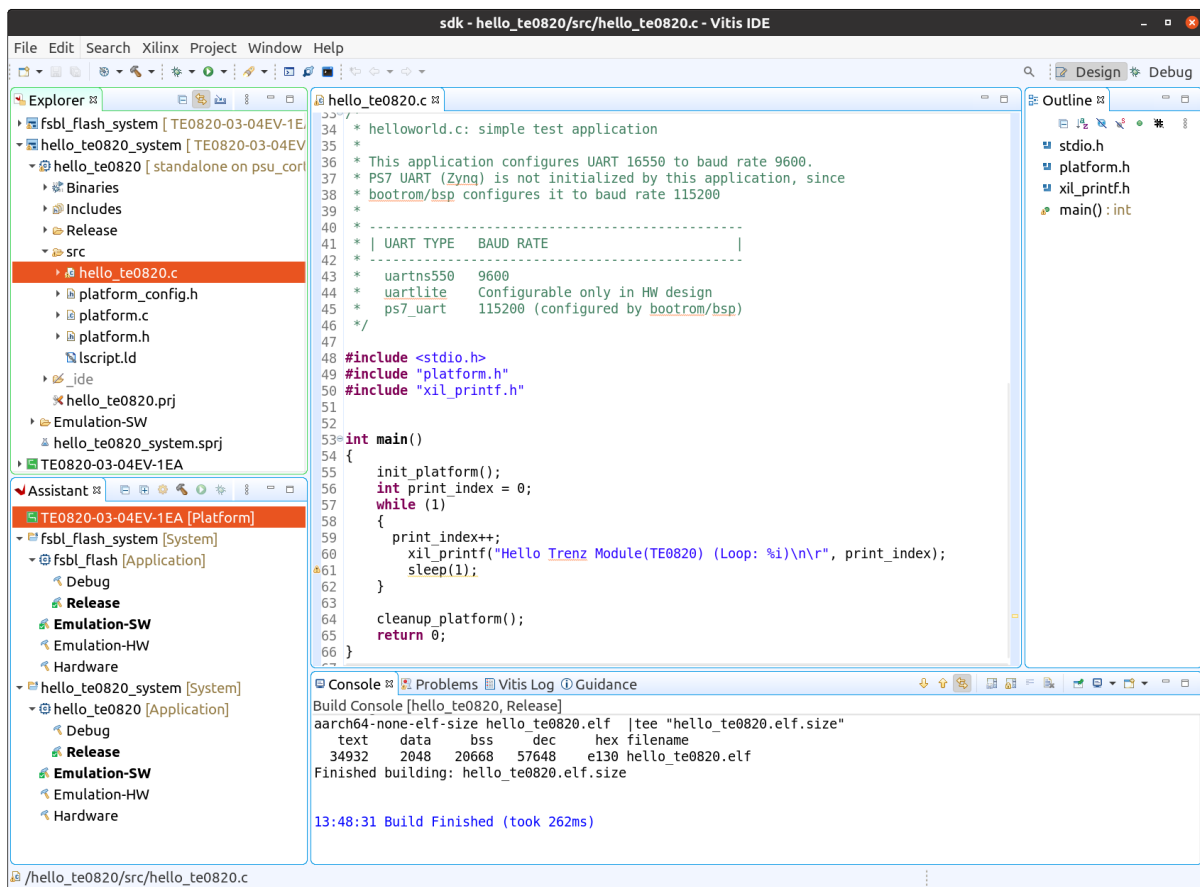 sdk - hello_te0820/src/hello_te0820.c - Vitis IDE
File Edit Search Xilinx Project Window Help
Design Debug
Explorer
fsbl_flash_system [ TE0820-03-04EV-1E
hello_te0820_system [ TE0820-03-04EV
hello_te0820 [ standalone on psu_cort
Binaries
Includes
Release
src
hello_te0820.c
platform_config.h
platform.c
platform.h
lscript.ld
_ide
hello_te0820.prj
Emulation-SW
hello_te0820_system.sprj
TE0820-03-04EV-1EA
Assistant
TE0820-03-04EV-1EA [Platform]
fsbl_flash_system [System]
fsbl_flash [Application]
Debug
Release
Emulation-SW
Emulation-HW
Hardware
hello_te0820_system [System]
hello_te0820 [Application]
Debug
Release
Emulation-SW
Emulation-HW
Hardware
hello_te0820.c
33 /*
34 * helloworld.c: simple test application
35 *
36 * This application configures UART 16550 to baud rate 9600.
37 * PS7 UART (Zynq) is not initialized by this application, since
38 * bootrom/bsp configures it to baud rate 115200
39 *
40 * ------------------------------------------------
41 * | UART TYPE   BAUD RATE                        |
42 * ------------------------------------------------
43 *   uartns550   9600
44 *   uartlite    Configurable only in HW design
45 *   ps7_uart    115200 (configured by bootrom/bsp)
46 */
47
48 #include <stdio.h>
49 #include "platform.h"
50 #include "xil_printf.h"
51
52
53 int main()
54 {
55     init_platform();
56     int print_index = 0;
57     while (1)
58     {
59       print_index++;
60         xil_printf("Hello Trenz Module(TE0820) (Loop: %i)\n\r", print_index);
61         sleep(1);
62     }
63
64     cleanup_platform();
65     return 0;
66 }
Outline
stdio.h
platform.h
xil_printf.h
main() : int
Console Problems Vitis Log Guidance
Build Console [hello_te0820, Release]
aarch64-none-elf-size hello_te0820.elf  |tee "hello_te0820.elf.size"
text    data     bss     dec     hex filename
34932    2048   20668   57648    e130 hello_te0820.elf
Finished building: hello_te0820.elf.size
13:48:31 Build Finished (took 262ms)
/hello_te0820/src/hello_te0820.c